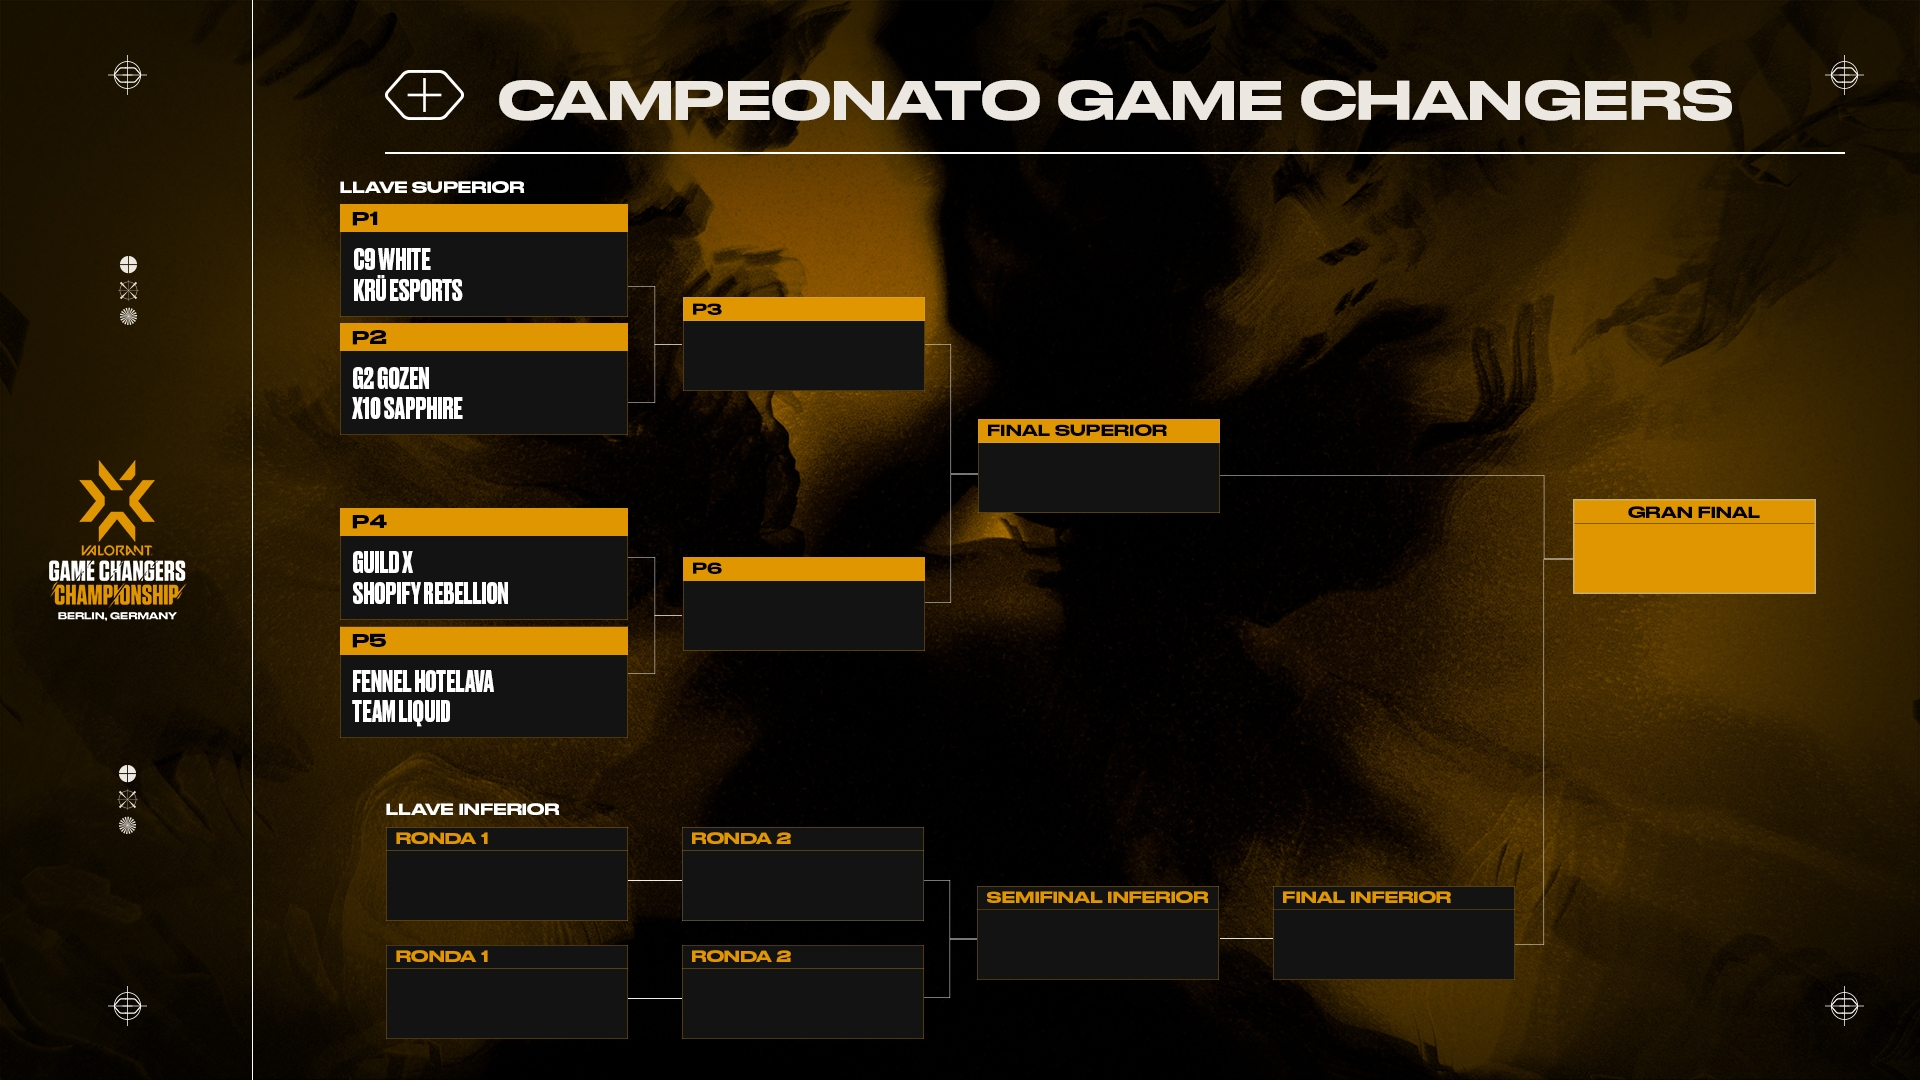 CAMPEONATO GAME CHANGERS
LLAVE SUPERIOR
P1
C9 WHITE
KRÜ ESPORTS
P2
G2 GOZEN
X10 SAPPHIRE
P3
P4
GUILD X
SHOPIFY REBELLION
P5
FENNEL HOTELAVA
TEAM LIQUID
P6
FINAL SUPERIOR
GRAN FINAL
LLAVE INFERIOR
RONDA 1
RONDA 2
RONDA 1
RONDA 2
SEMIFINAL INFERIOR
FINAL INFERIOR
VALORANT
GAME CHANGERS
CHAMPIONSHIP
BERLIN, GERMANY